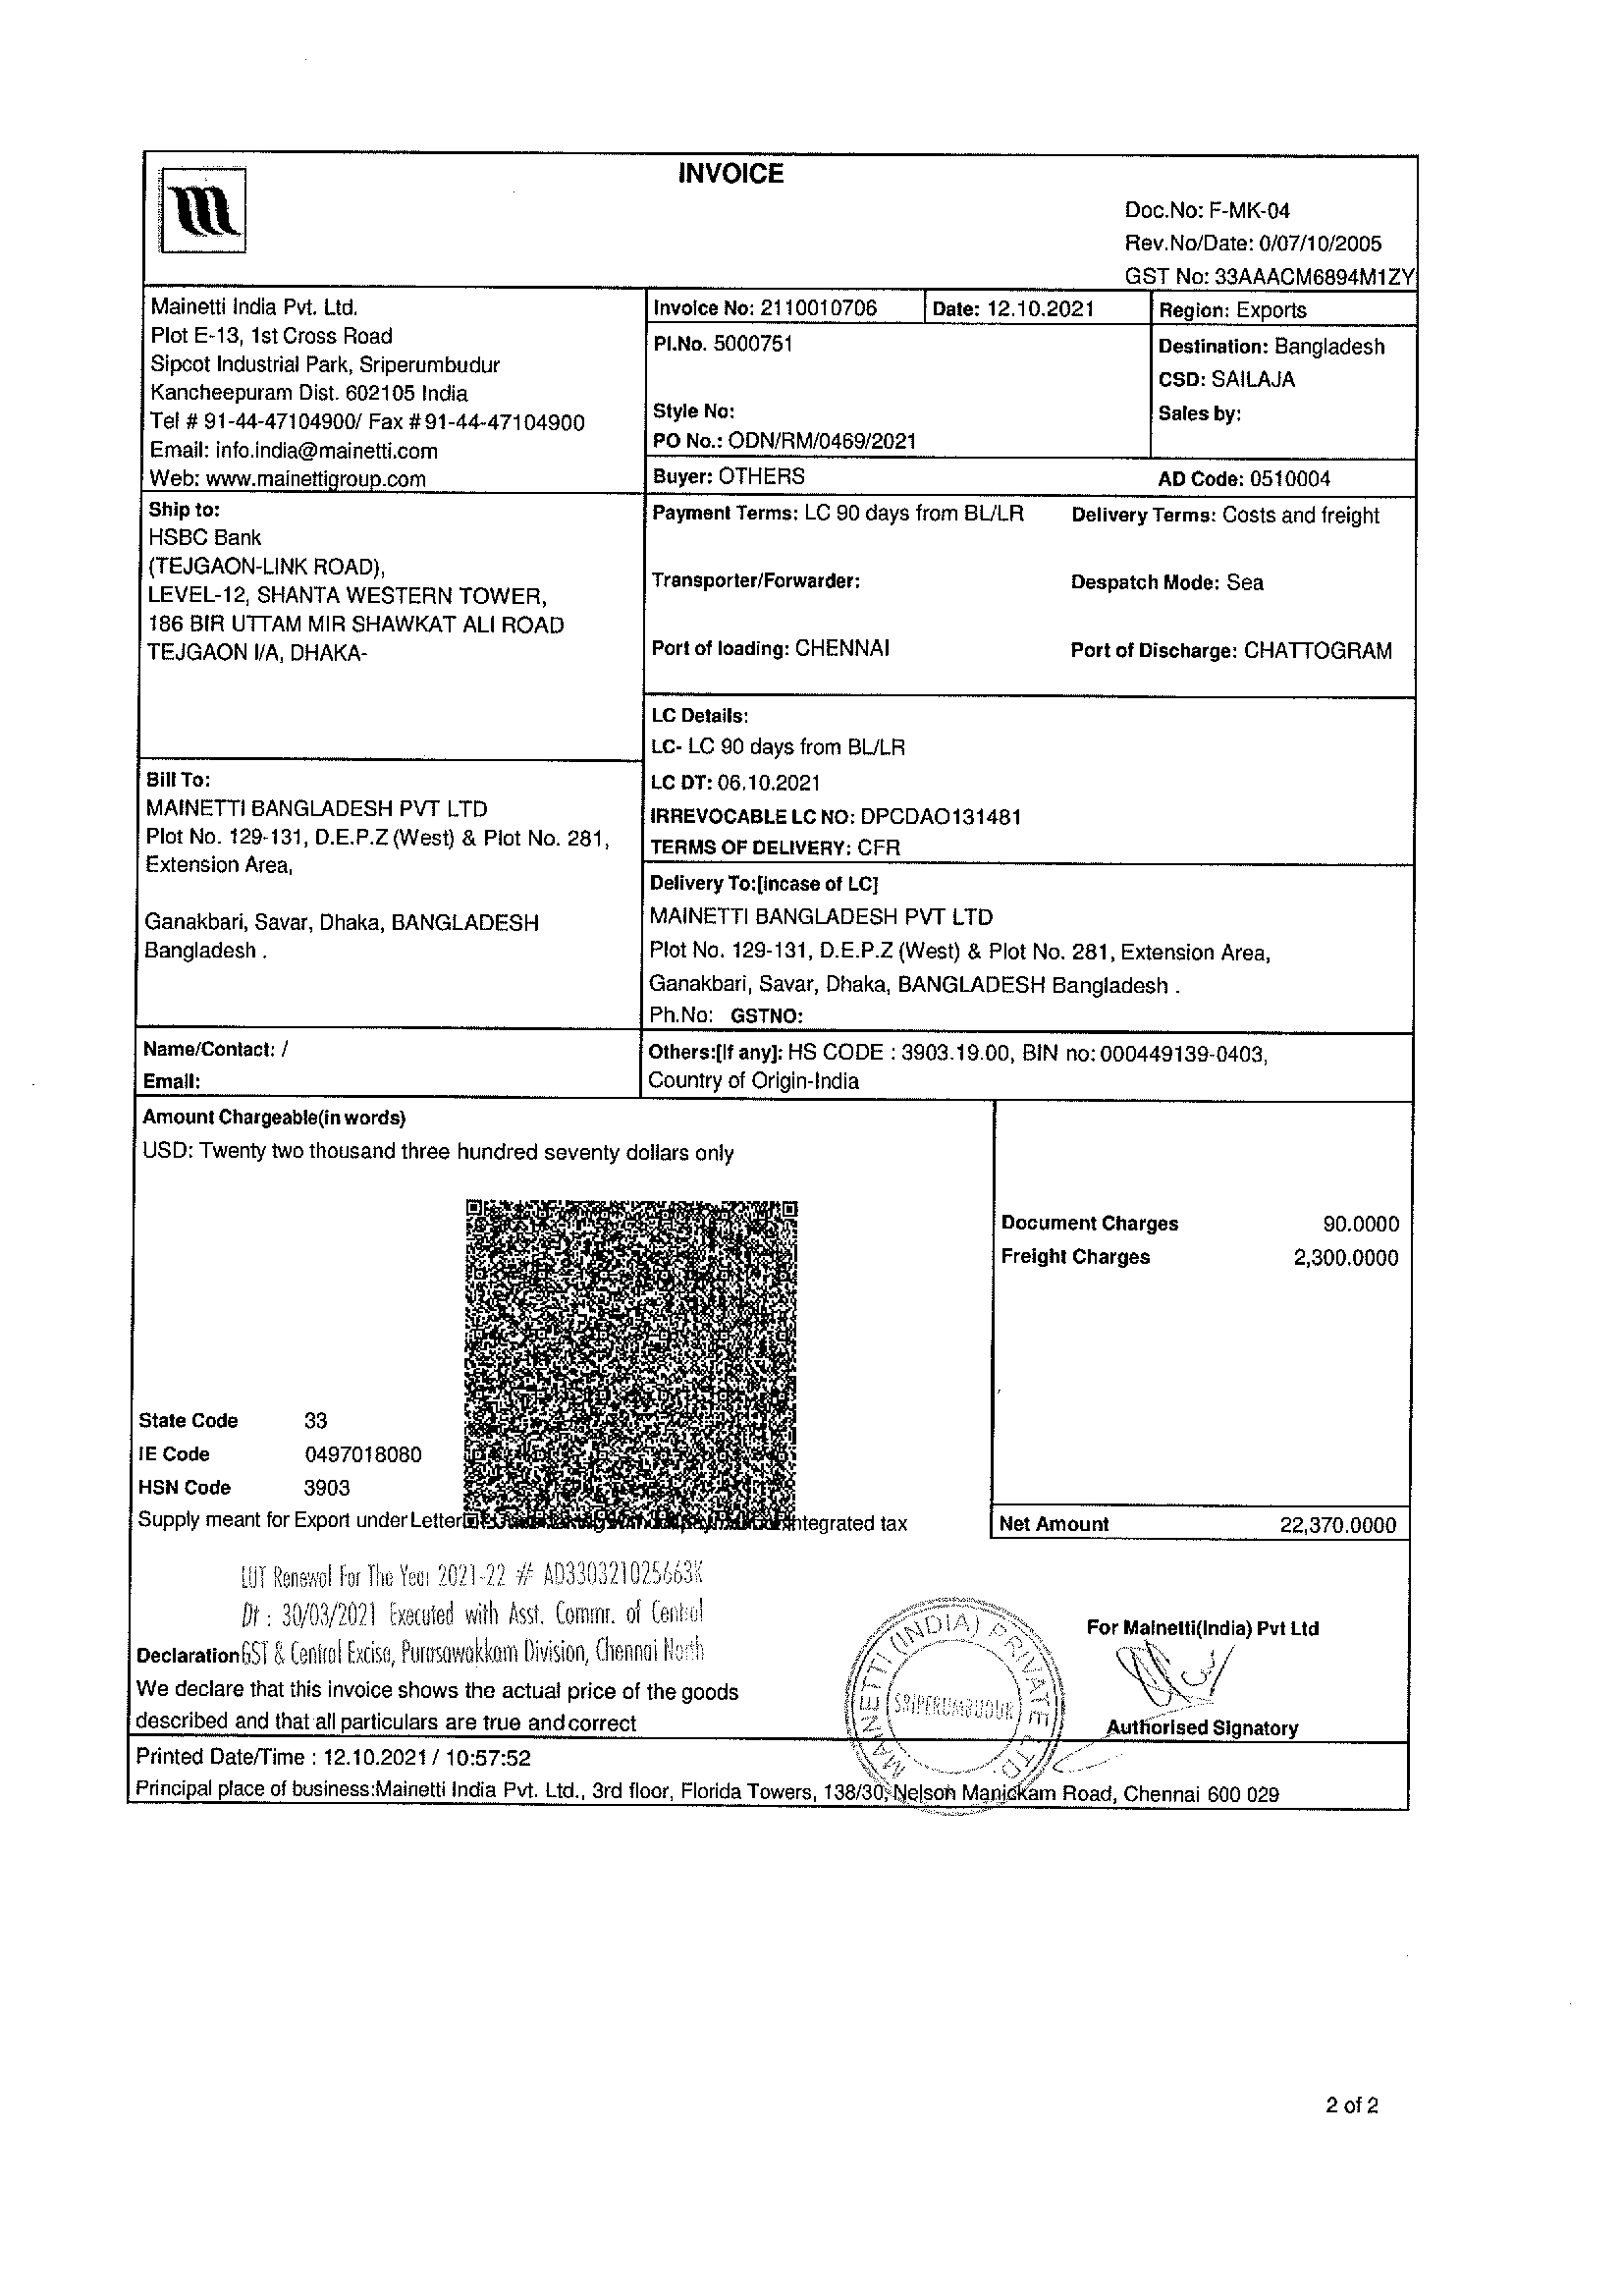 INVOICE
Doc.No: F-MK-04
Rev.No/Date: 0/07/10/2005
GST No: 33AAACM6894M1ZY
Mainetti India Pvt. Ltd.
Plot E-13, 1st Cross Road
Sipcot Industrial Park, Sriperumbudur
Kancheepuram Dist. 602105 India
Tel # 91-44-47104900/ Fax # 91-44-47104900
Email: info.india@mainetti.com
Web: www.mainettigroup.com
Invoice No: 2110010706
Date: 12.10.2021
Region: Exports
PI.No. 5000751
Destination: Bangladesh
CSD: SAILAJA
Style No:
Sales by:
PO No.: ODN/RM/0469/2021
Buyer: OTHERS
AD Code: 0510004
Ship to:
HSBC Bank
(TEJGAON-LINK ROAD),
LEVEL-12, SHANTA WESTERN TOWER,
186 BIR UTTAM MIR SHAWKAT ALI ROAD
TEJGAON I/A, DHAKA-
Payment Terms: LC 90 days from BL/LR
Delivery Terms: Costs and freight
Transporter/Forwarder:
Despatch Mode: Sea
Port of loading: CHENNAI
Port of Discharge: CHATTOGRAM
LC Details:
LC- LC 90 days from BL/LR
LC DT: 06.10.2021
IRREVOCABLE LC NO: DPCDAO131481
TERMS OF DELIVERY: CFR
Bill To:
MAINETTI BANGLADESH PVT LTD
Plot No. 129-131, D.E.P.Z (West) & Plot No. 281,
Extension Area,
Ganakbari, Savar, Dhaka, BANGLADESH
Bangladesh .
Delivery To:[incase of LC]
MAINETTI BANGLADESH PVT LTD
Plot No. 129-131, D.E.P.Z (West) & Plot No. 281, Extension Area,
Ganakbari, Savar, Dhaka, BANGLADESH Bangladesh .
Ph.No: GSTNO:
Name/Contact: /
Email:
Others:[If any]: HS CODE : 3903.19.00, BIN no: 000449139-0403,
Country of Origin-India
Amount Chargeable(in words)
USD: Twenty two thousand three hundred seventy dollars only
Document Charges 90.0000
Freight Charges 2,300.0000
State Code 33
IE Code 0497018080
HSN Code 3903
Supply meant for Export under Letter integrated tax
Net Amount 22,370.0000
LUT Renewal For The Year 2021-22 # AD330321025663K
Dt : 30/03/2021 Executed with Asst. Commr. of Central
Declaration GST & Central Excise, Purasawakkam Division, Chennai North
We declare that this invoice shows the actual price of the goods
described and that all particulars are true and correct
MAINETTI (INDIA) PRIVATE LTD.
SRIPERUMBUDUR
For Mainetti(India) Pvt Ltd
Authorised Signatory
Printed Date/Time : 12.10.2021 / 10:57:52
Principal place of business:Mainetti India Pvt. Ltd., 3rd floor, Florida Towers, 138/30, Nelson Manickam Road, Chennai 600 029
2 of 2